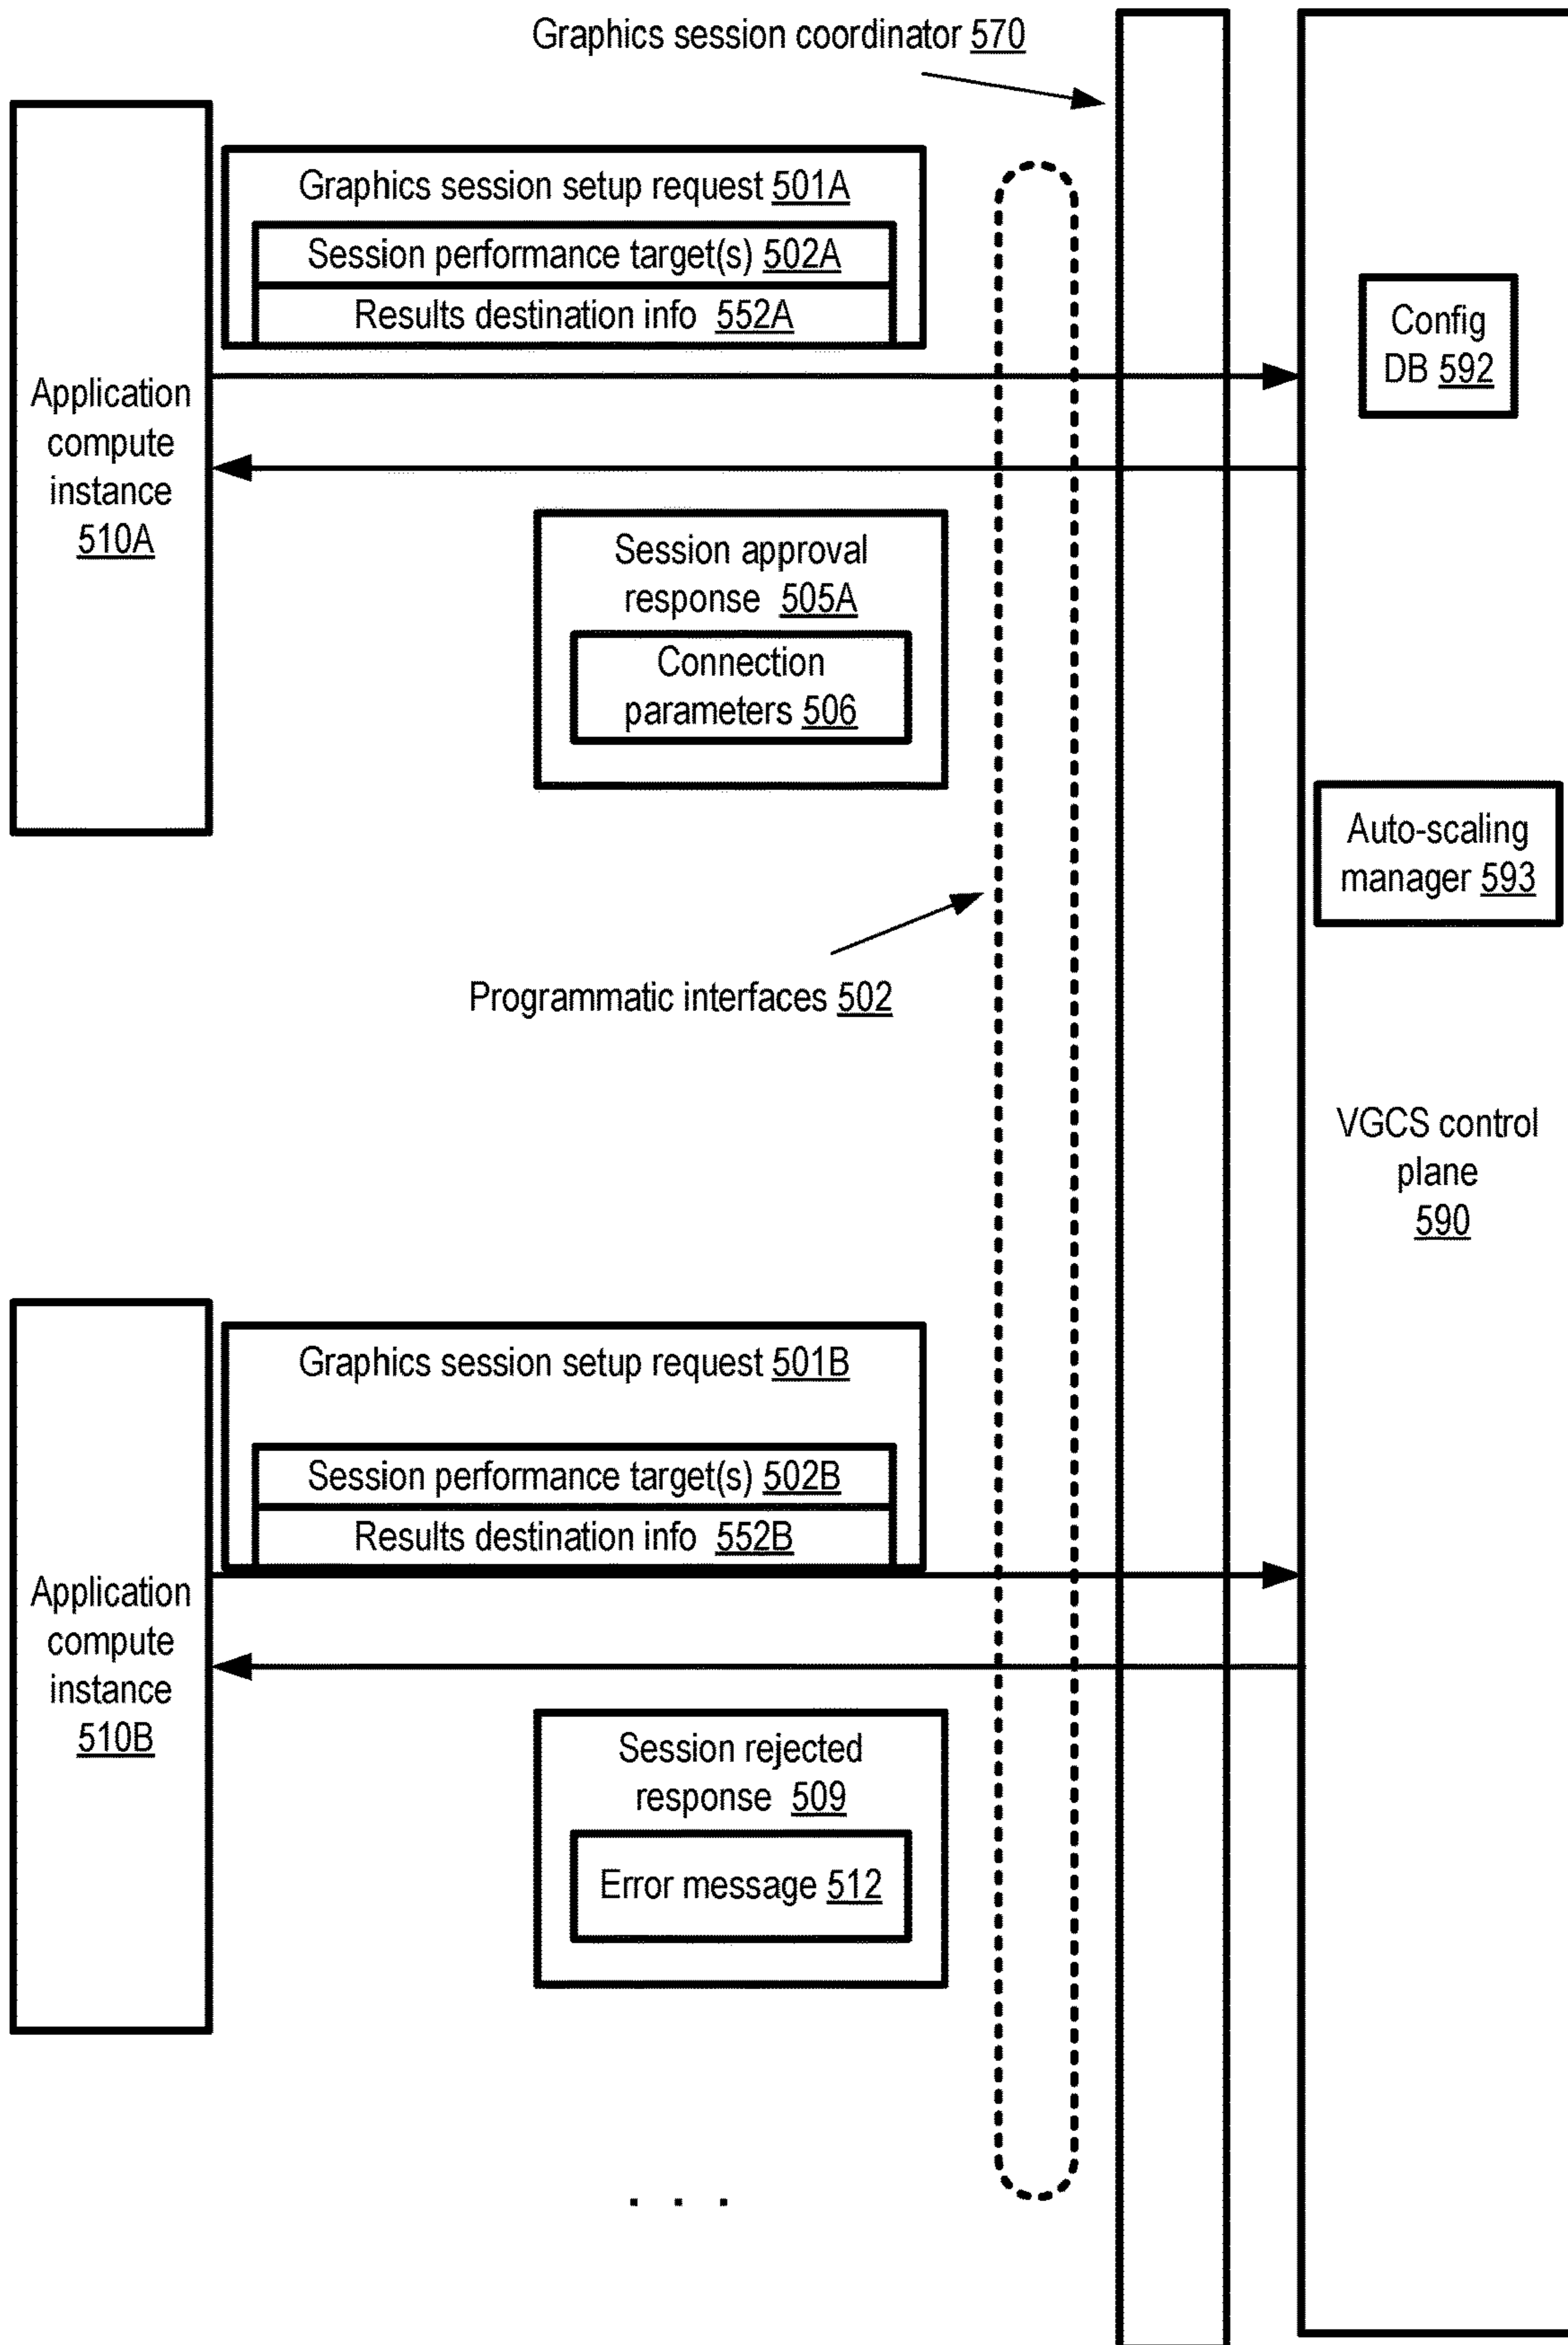 Graphics session coordinator 570
Graphics session setup request 501A
Session performance target(s) 502A
Results destination info 552A
Application
compute
instance
510A
Config
DB 592
Session approval
response 505A
Connection
parameters 506
Auto-scaling
manager 593
Programmatic interfaces 502
VGCS control
plane
590
Graphics session setup request 501B
Session performance target(s) 502B
Results destination info 552B
Application
compute
instance
510B
Session rejected
response 509
Error message 512
. . .